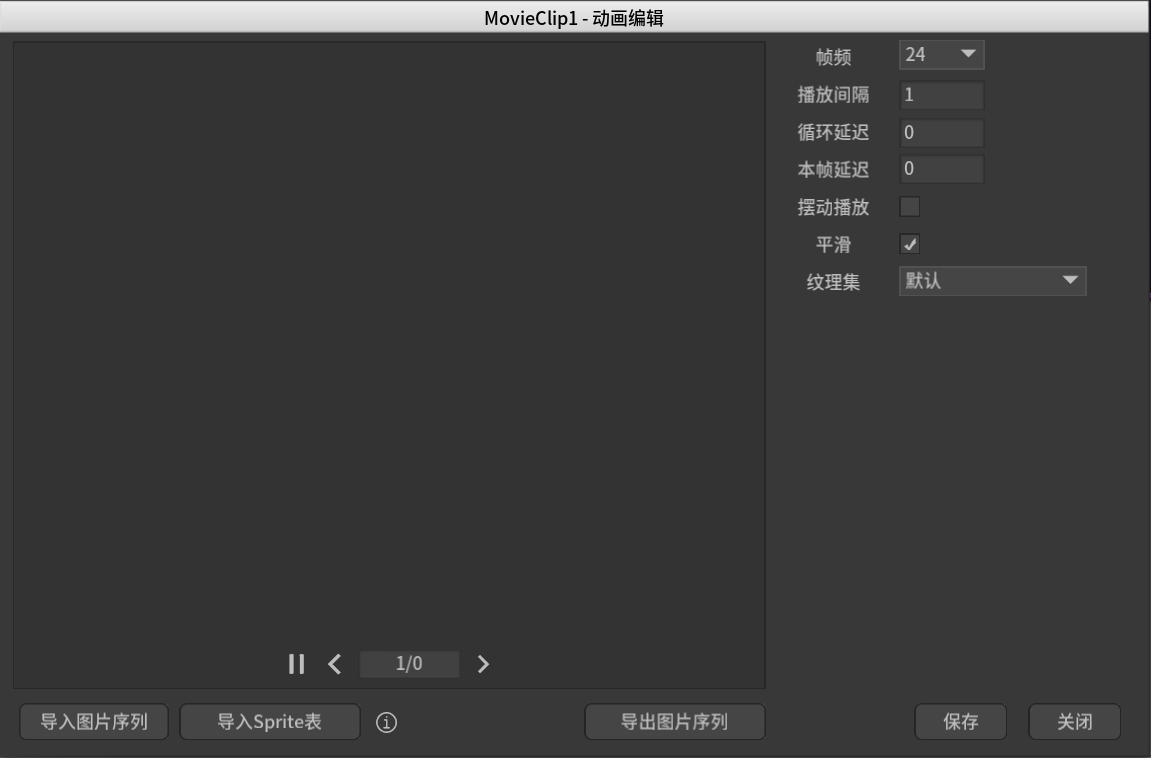 MovieClip1 - 动画编辑
帧频 24
播放间隔 1
循环延迟 0
本帧延迟 0
摆动播放
平滑
纹理集 默认
1/0
导入图片序列 导入Sprite表 导出图片序列 保存 关闭